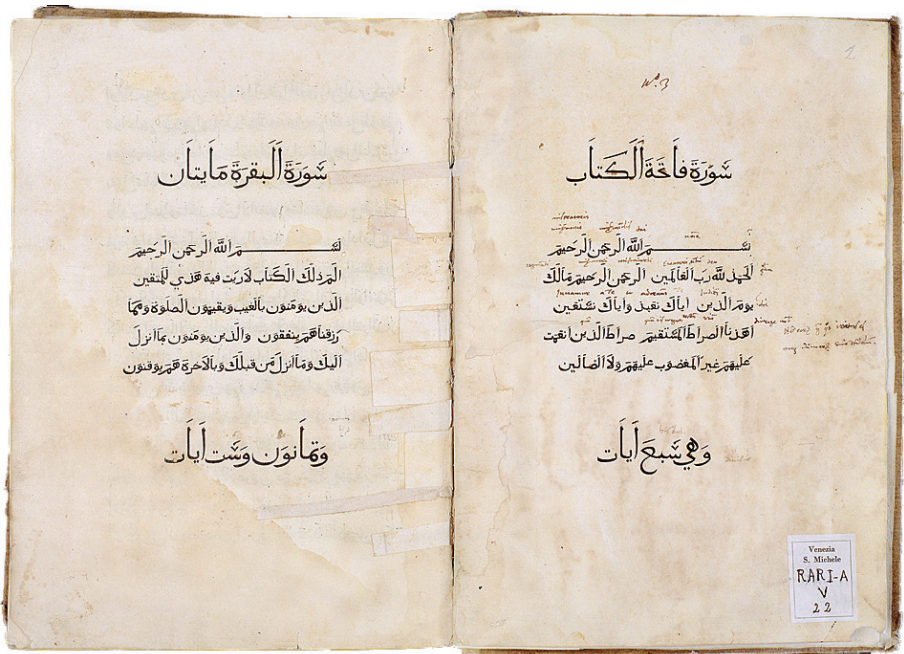 Nº 3
سورة فاتحة الكتاب
بسم الله الرحمن الرحيم
الحمد لله رب العالمين الرحمن الرحيم مالك
يوم الدين اياك نعبد واياك نستعين
اهدنا الصراط المستقيم صراط الذين انعمت
عليهم غير المغضوب عليهم ولا الضالين
وهي سبع ايات
Venezia
S. Michele
RARI-A
V
22
سورة البقرة مايتان
بسم الله الرحمن الرحيم
الم ذلك الكتاب لاريب فيه هدي للمتقين
الذين يومنون بالغيب ويقيمون الصلوة ومما
رزقناهم ينفقون والذين يومنون بما انزل
اليك وما انزل من قبلك وبالاخرة هم يوقنون
وثمانون وست ايات